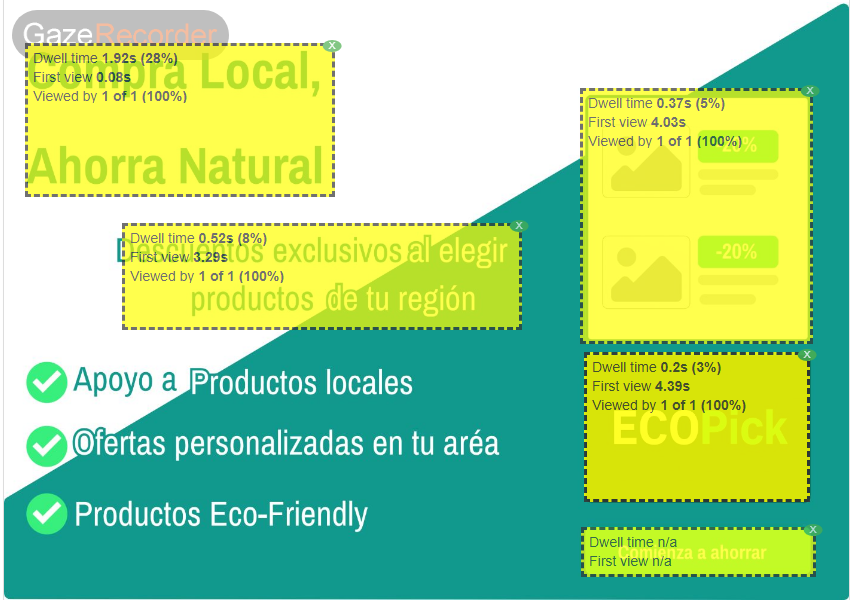 GazeRecorder
Dwell time 1.92s (28%)
First view 0.08s
Viewed by 1 of 1 (100%)
Compra Local,
Ahorra Natural
X
Dwell time 0.52s (8%)
First view 3.29s
Viewed by 1 of 1 (100%)
Descuentos exclusivos al elegir
productos de tu región
X
Apoyo a Productos locales
Ofertas personalizadas en tu aréa
Productos Eco-Friendly
Dwell time 0.37s (5%)
First view 4.03s
Viewed by 1 of 1 (100%)
X
-20%
-20%
Dwell time 0.2s (3%)
First view 4.39s
Viewed by 1 of 1 (100%)
X
ECOPick
Dwell time n/a
First view n/a
X
Comienza a ahorrar